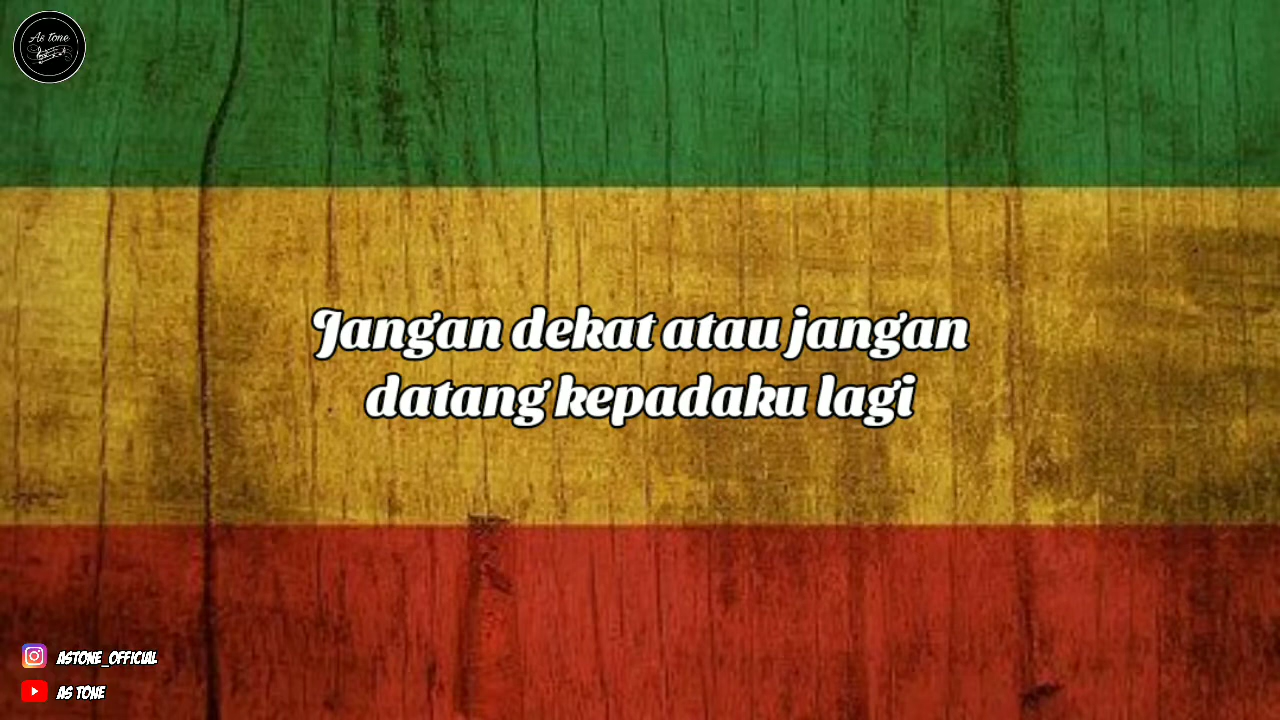 As tone
Jangan dekat atau jangan
datang kepadaku lagi
ASTONE_OFFICIAL
AS TONE